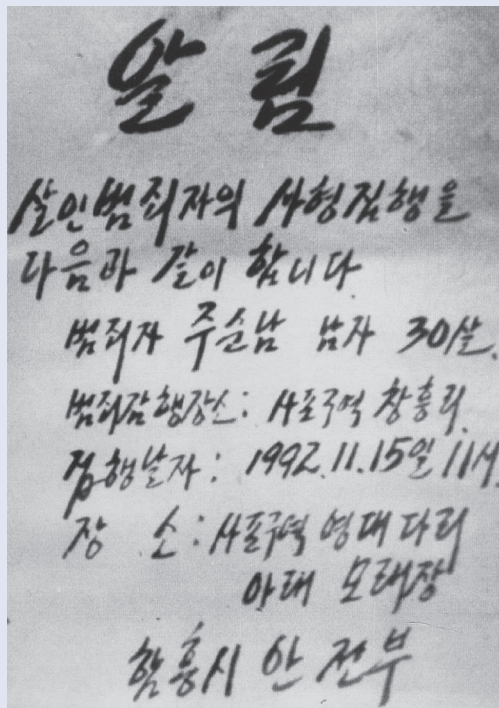 알림
살인범죄자의 사형집행을
다음과 같이 합니다
범죄자 주순남 남자 30살.
범죄감행장소: 사포구역 창흥리.
집행날자: 1992.11.15일 11시
장 소: 사포구역 영대다리
아래 모래장
함흥시 안전부